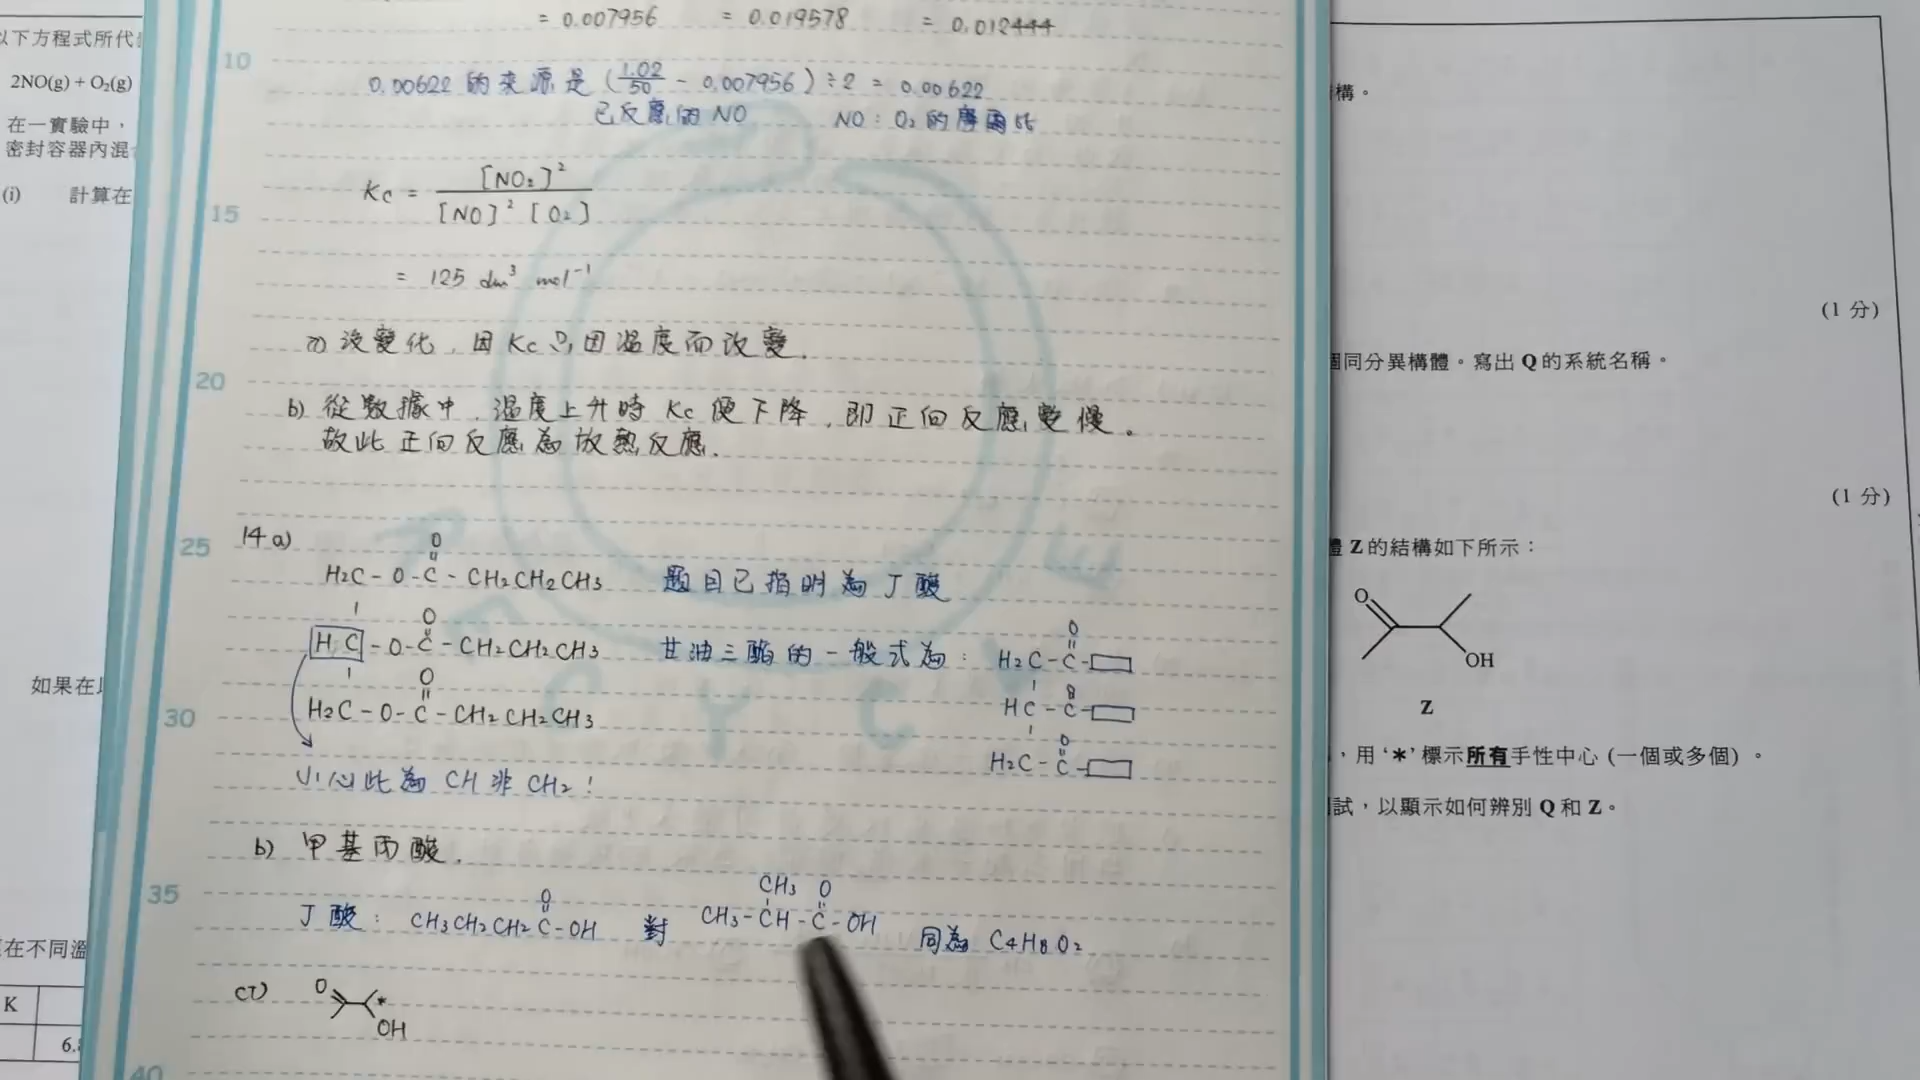 = 0.007956 = 0.019578 = 0.012444
以下方程式所代
10
2NO(g) + O₂(g)
0.00622 的來源是 (1.02/50 - 0.007956) ÷ 2 = 0.00622
構。
已反應的 NO NO : O₂ 的摩爾比
在一實驗中，
密封容器內混
Kc = [NO₂]² / [NO]² [O₂]
(i) 計算在
15
= 125 dm³ mol⁻¹
(1 分)
a) 沒變化，因 Kc 只因溫度而改變。
個同分異構體。寫出 Q 的系統名稱。
20
b) 從數據中，溫度上升時 Kc 便下降，即正向反應變慢。
故此正向反應為放熱反應。
(1 分)
25
14 a)
體 Z 的結構如下所示：
O
H₂C - O - C - CH₂CH₂CH₃ 題目已指明為丁酸
O
HC - O - C - CH₂CH₂CH₃ 甘油三酯的一般式為：
O
H₂C - C -
O
HC - C -
O
H₂C - C -
O
H₂C - O - C - CH₂CH₂CH₃
30
小心此為 CH 非 CH₂ !
O
OH
Z
如果在
，用 ‘*’ 標示所有手性中心 (一個或多個) 。
試，以顯示如何辨別 Q 和 Z。
b) 甲基丙酸。
35
O
丁酸： CH₃CH₂CH₂ C - OH 對
CH₃ O
CH₃ - CH - C - OH 同為 C₄H₈O₂
在不同溫
c i)
O
*
OH
K
6.
40